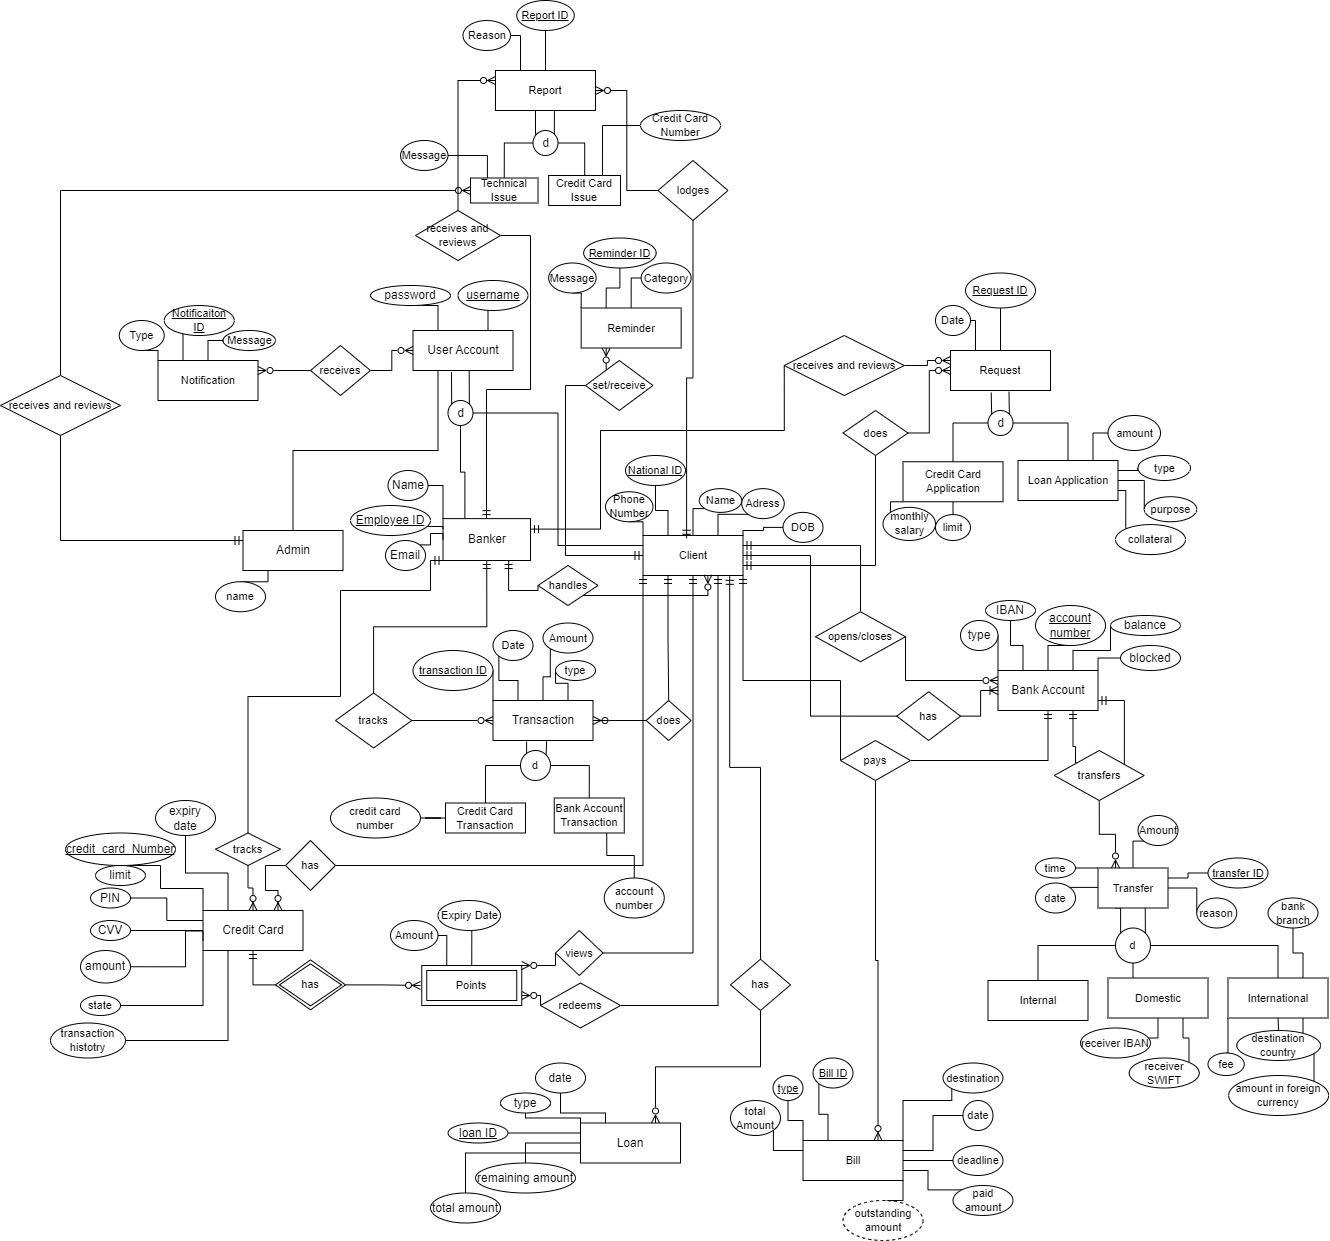 Report ID
Reason
Report
Credit Card
Number
d
Message
Technical
Issue
Credit Card
Issue
lodges
receives and
reviews
Reminder ID
Message
Category
Reminder
set/receive
password
username
User Account
Notificaiton
ID
Type
Message
Notification
receives
receives and reviews
d
Request ID
Date
Request
receives and reviews
does
d
amount
Credit Card
Application
Loan Application
type
purpose
collateral
monthly
salary
limit
National ID
Phone
Number
Name
Adress
DOB
Client
Name
Employee ID
Email
Banker
Admin
name
handles
opens/closes
type
IBAN
account
number
balance
blocked
Bank Account
has
pays
transfers
transaction ID
Date
Amount
type
Transaction
tracks
does
d
Credit Card
Transaction
Bank Account
Transaction
credit card
number
account
number
expiry
date
credit_card_Number
limit
PIN
CVV
amount
state
transaction
histotry
Credit Card
tracks
has
has
Amount
Expiry Date
Points
views
redeems
has
Amount
time
date
Transfer
transfer ID
reason
d
bank
branch
Internal
Domestic
International
receiver IBAN
receiver
SWIFT
fee
destination
country
amount in foreign
currency
date
type
loan ID
Loan
remaining amount
total amount
Bill ID
type
total
Amount
Bill
destination
date
deadline
paid
amount
outstanding
amount